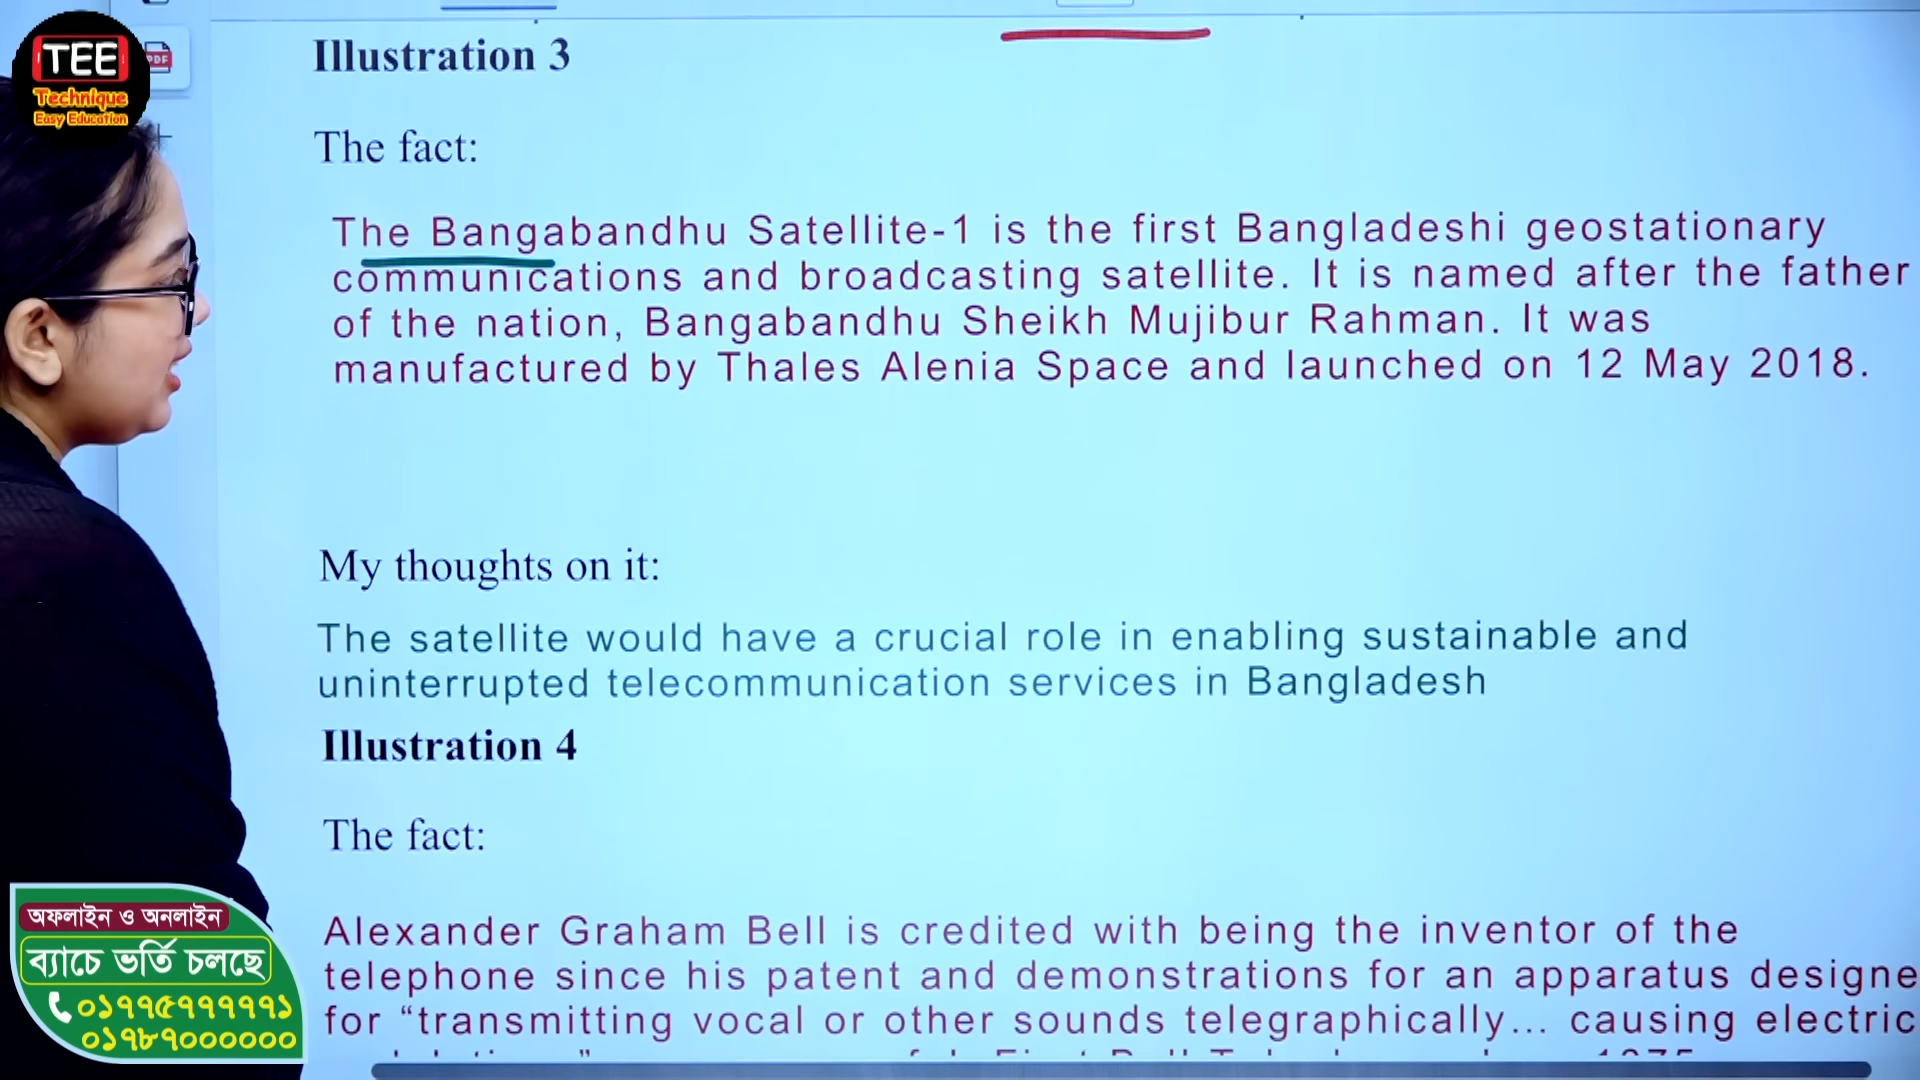 TEE
Technique
Easy Education
PDF
Illustration 3
The fact:
The Bangabandhu Satellite-1 is the first Bangladeshi geostationary
communications and broadcasting satellite. It is named after the father
of the nation, Bangabandhu Sheikh Mujibur Rahman. It was
manufactured by Thales Alenia Space and launched on 12 May 2018.
My thoughts on it:
The satellite would have a crucial role in enabling sustainable and
uninterrupted telecommunication services in Bangladesh
Illustration 4
The fact:
Alexander Graham Bell is credited with being the inventor of the
telephone since his patent and demonstrations for an apparatus designe
for “transmitting vocal or other sounds telegraphically... causing electric
অফলাইন ও অনলাইন
ব্যাচে ভর্তি চলছে
০১৭৭৫৭৭৭৭৭১
০১৭৮৭০০০০০০